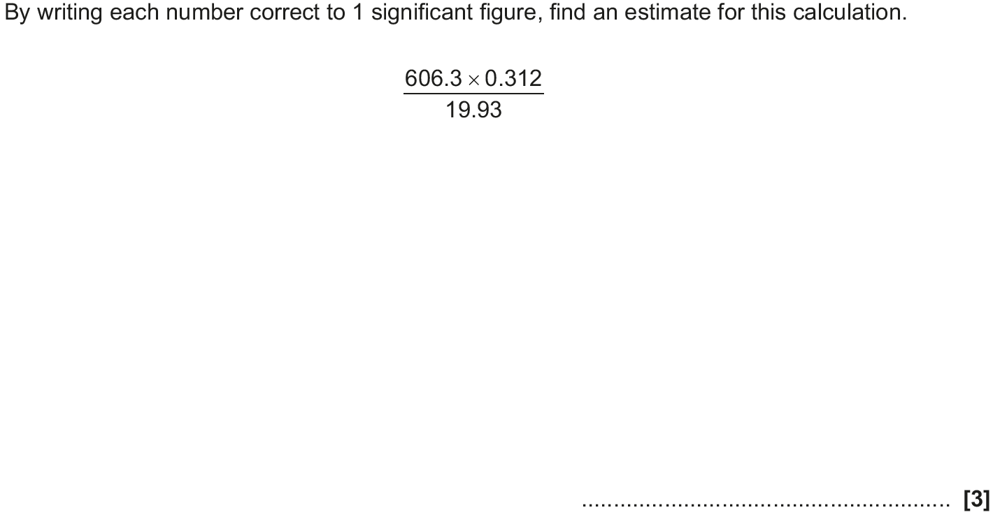 By writing each number correct to 1 significant figure, find an estimate for this calculation.
606.3 × 0.312
19.93
........................................................... [3]